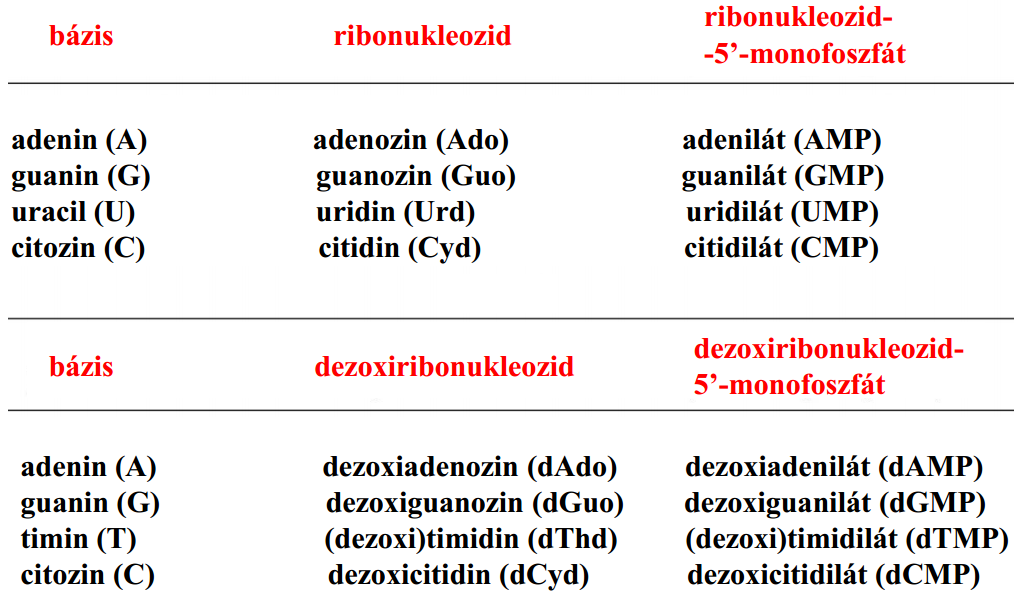 bázis ribonukleozid ribonukleozid-
-5’-monofoszfát
adenin (A) adenozin (Ado) adenilát (AMP)
guanin (G) guanozin (Guo) guanilát (GMP)
uracil (U) uridin (Urd) uridilát (UMP)
citozin (C) citidin (Cyd) citidilát (CMP)
bázis dezoxiribonukleozid dezoxiribonukleozid-
5’-monofoszfát
adenin (A) dezoxiadenozin (dAdo) dezoxiadenilát (dAMP)
guanin (G) dezoxiguanozin (dGuo) dezoxiguanilát (dGMP)
timin (T) (dezoxi)timidin (dThd) (dezoxi)timidilát (dTMP)
citozin (C) dezoxicitidin (dCyd) dezoxicitidilát (dCMP)